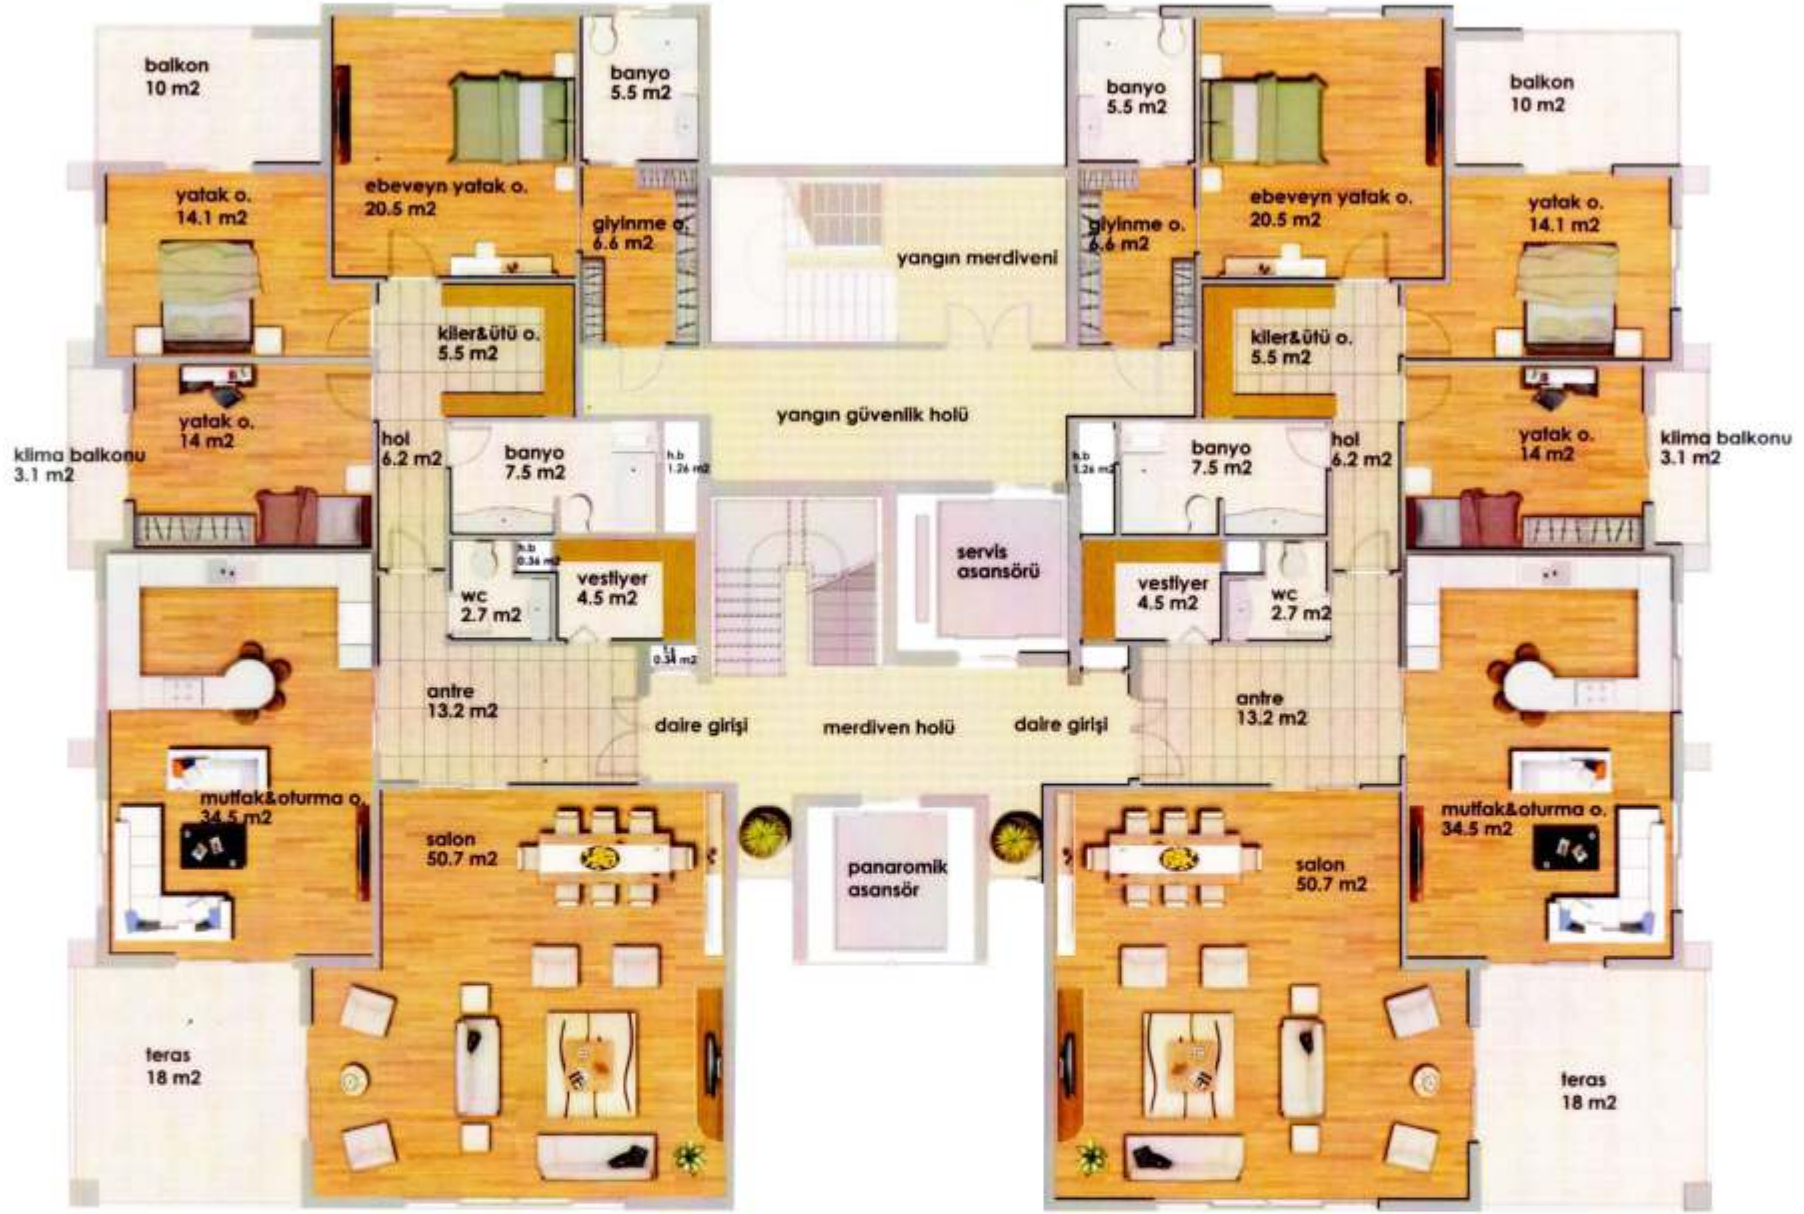 balkon
10 m2
banyo
5.5 m2
banyo
5.5 m2
balkon
10 m2
yatak o.
14.1 m2
ebeveyn yatak o.
20.5 m2
giyinme o.
6.6 m2
yangın merdiveni
giyinme o.
6.6 m2
ebeveyn yatak o.
20.5 m2
yatak o.
14.1 m2
kiler&ütü o.
5.5 m2
kiler&ütü o.
5.5 m2
yatak o.
14 m2
klima balkonu
3.1 m2
hol
6.2 m2
banyo
7.5 m2
h.b
1.26 m2
yangın güvenlik holü
h.b
1.26 m2
banyo
7.5 m2
hol
6.2 m2
yatak o.
14 m2
klima balkonu
3.1 m2
h.b
0.36 m2
wc
2.7 m2
vestiyer
4.5 m2
servis
asansörü
vestiyer
4.5 m2
wc
2.7 m2
0.34 m2
antre
13.2 m2
daire girişi
merdiven holü
daire girişi
antre
13.2 m2
mutfak&oturma o.
34.5 m2
salon
50.7 m2
panaromik
asansör
salon
50.7 m2
mutfak&oturma o.
34.5 m2
teras
18 m2
teras
18 m2